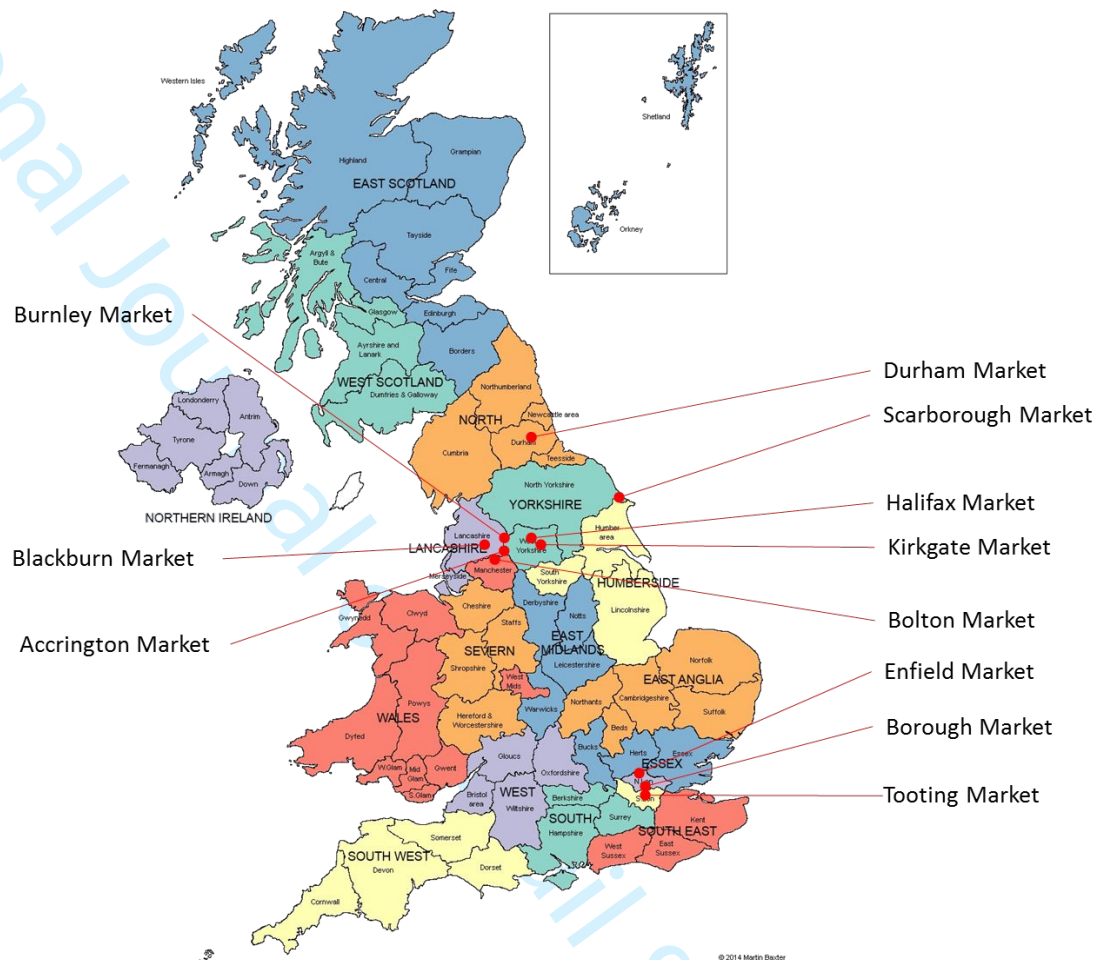 Western Isles
Shetland
Orkney
Highland
Grampian
EAST SCOTLAND
Tayside
Argyll &
Bute
Central
Fife
Burnley Market
Glasgow
Edinburgh
Ayrshire and
Lanark
Borders
WEST SCOTLAND
Dumfries & Galloway
Northumberland
Durham Market
Londonderry
Antrim
Scarborough Market
NORTH
Newcastle area
Tyrone
Durham
Cumbria
Teesside
Fermanagh
Armagh
Down
North Yorkshire
YORKSHIRE
Halifax Market
NORTHERN IRELAND
Humber
area
Lancashire
LANCASHIRE
Yorkshire
Kirkgate Market
Blackburn Market
Manchester
Merseyside
South
Yorkshire
HUMBERSIDE
Lincolnshire
Bolton Market
Accrington Market
Gwynedd
Clwyd
Cheshire
Derbyshire
Notts
Staffs
EAST
MIDLANDS
SEVERN
Shropshire
Leicestershire
Norfolk
Enfield Market
West
Mids
EAST ANGLIA
Powys
Cambridgeshire
Suffolk
WALES
Hereford &
Worcestershire
Warwicks
Northants
Borough Market
Dyfed
Beds
Bucks
Herts
Essex
Gloucs
ESSEX
W.Glam
Mid
Glam
Gwent
Oxfordshire
S.Glam
Bristol
area
WEST
Wiltshire
Berkshire
Tooting Market
SOUTH
Surrey
Kent
SOUTH EAST
Hampshire
Somerset
West
Sussex
East
Sussex
SOUTH WEST
Devon
Dorset
Cornwall
© 2014 Martin Baxter
onal Journal o